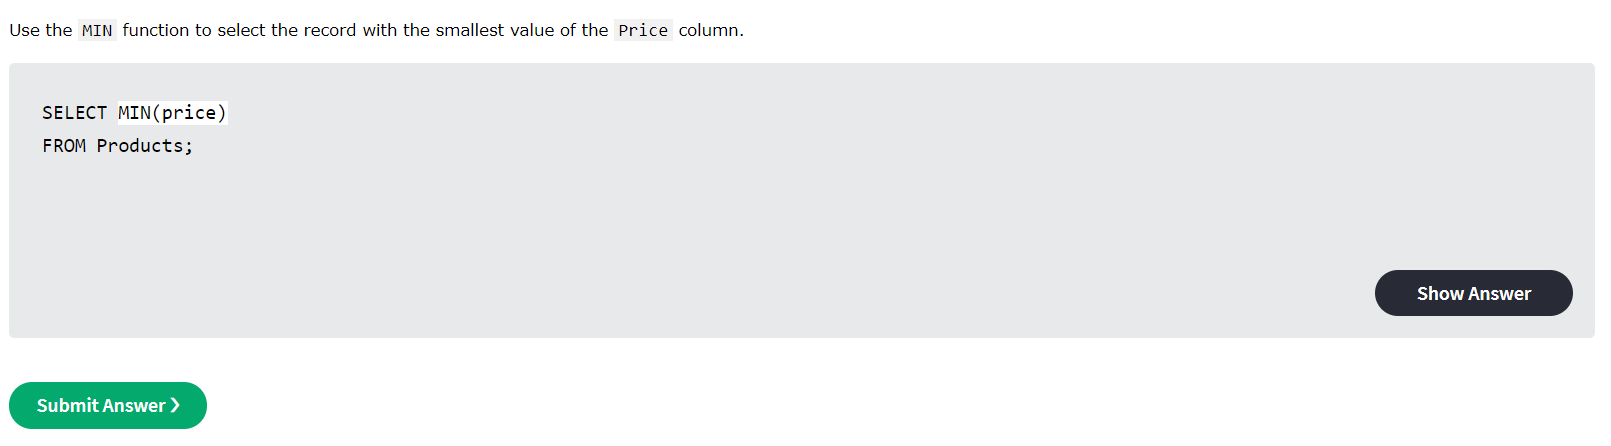 Use the MIN function to select the record with the smallest value of the Price column.
SELECT MIN(price)
FROM Products;
Show Answer
Submit Answer ❯